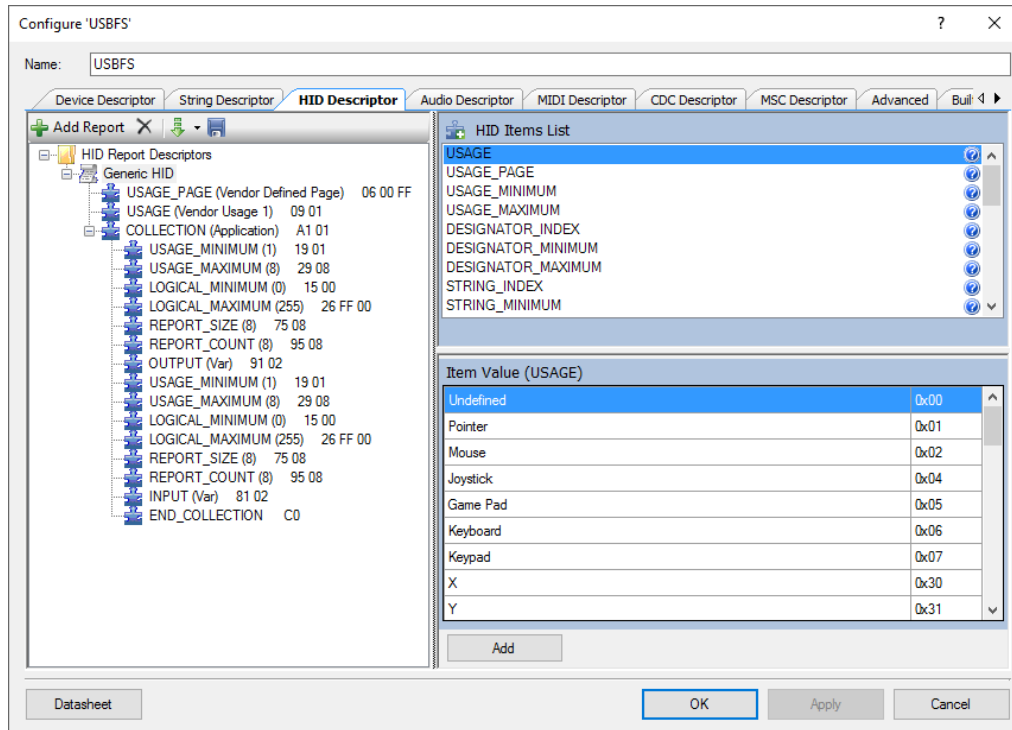 Configure 'USBFS'
?
Name: USBFS
Device Descriptor String Descriptor HID Descriptor Audio Descriptor MIDI Descriptor CDC Descriptor MSC Descriptor Advanced Buil
Add Report
HID Report Descriptors
Generic HID
USAGE_PAGE (Vendor Defined Page) 06 00 FF
USAGE (Vendor Usage 1) 09 01
COLLECTION (Application) A1 01
USAGE_MINIMUM (1) 19 01
USAGE_MAXIMUM (8) 29 08
LOGICAL_MINIMUM (0) 15 00
LOGICAL_MAXIMUM (255) 26 FF 00
REPORT_SIZE (8) 75 08
REPORT_COUNT (8) 95 08
OUTPUT (Var) 91 02
USAGE_MINIMUM (1) 19 01
USAGE_MAXIMUM (8) 29 08
LOGICAL_MINIMUM (0) 15 00
LOGICAL_MAXIMUM (255) 26 FF 00
REPORT_SIZE (8) 75 08
REPORT_COUNT (8) 95 08
INPUT (Var) 81 02
END_COLLECTION C0
HID Items List
USAGE
USAGE_PAGE
USAGE_MINIMUM
USAGE_MAXIMUM
DESIGNATOR_INDEX
DESIGNATOR_MINIMUM
DESIGNATOR_MAXIMUM
STRING_INDEX
STRING_MINIMUM
Item Value (USAGE)
Undefined 0x00
Pointer 0x01
Mouse 0x02
Joystick 0x04
Game Pad 0x05
Keyboard 0x06
Keypad 0x07
X 0x30
Y 0x31
Add
Datasheet OK Apply Cancel